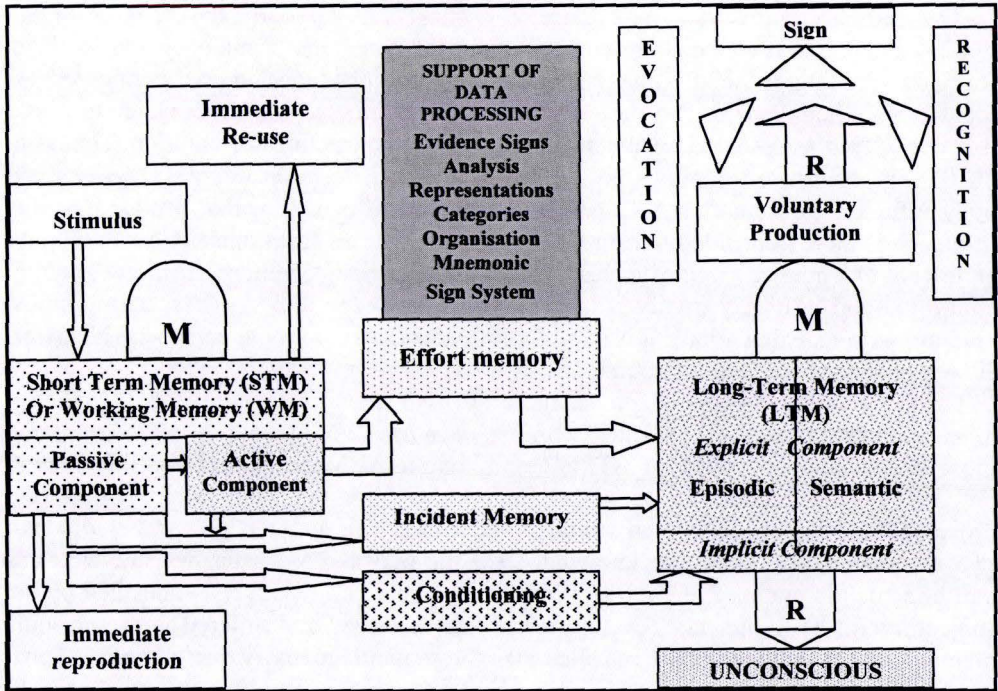 Stimulus
M
Short Term Memory (STM)
Or Working Memory (WM)
Passive
Component
Active
Component
Immediate
reproduction
Immediate
Re-use
SUPPORT OF
DATA
PROCESSING
Evidence Signs
Analysis
Representations
Categories
Organisation
Mnemonic
Sign System
Effort memory
Incident Memory
Conditioning
EVOCATION
Sign
R
Voluntary
Production
RECOGNITION
M
Long-Term Memory
(LTM)
Explicit Component
Episodic Semantic
Implicit Component
R
UNCONSCIOUS